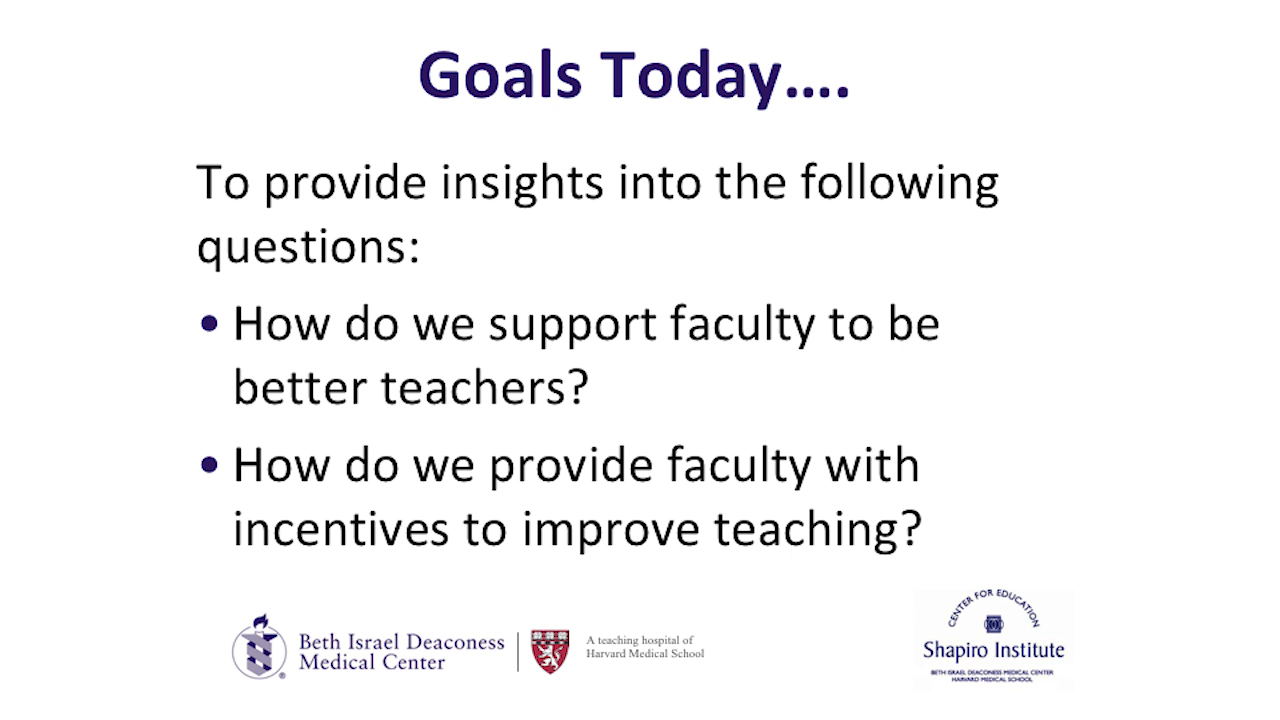 Goals Today….
To provide insights into the following
questions:
• How do we support faculty to be
better teachers?
• How do we provide faculty with
incentives to improve teaching?
Beth Israel Deaconess
Medical Center
A teaching hospital of
Harvard Medical School
CENTER FOR EDUCATION
Shapiro Institute
BETH ISRAEL DEACONESS MEDICAL CENTER
HARVARD MEDICAL SCHOOL